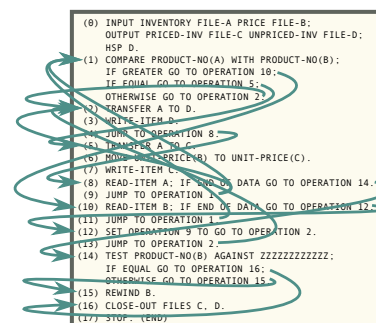 (0) INPUT INVENTORY FILE-A PRICE FILE-B;
OUTPUT PRICED-INV FILE-C UNPRICED-INV FILE-D;
HSP D.
(1) COMPARE PRODUCT-NO(A) WITH PRODUCT-NO(B);
IF GREATER GO TO OPERATION 10;
IF EQUAL GO TO OPERATION 5;
OTHERWISE GO TO OPERATION 2.
(2) TRANSFER A TO D.
(3) WRITE-ITEM D.
(4) JUMP TO OPERATION 8.
(5) TRANSFER A TO C.
(6) MOVE UNIT-PRICE(B) TO UNIT-PRICE(C).
(7) WRITE-ITEM C.
(8) READ-ITEM A; IF END OF DATA GO TO OPERATION 14.
(9) JUMP TO OPERATION 1.
(10) READ-ITEM B; IF END OF DATA GO TO OPERATION 12.
(11) JUMP TO OPERATION 1.
(12) SET OPERATION 9 TO GO TO OPERATION 2.
(13) JUMP TO OPERATION 2.
(14) TEST PRODUCT-NO(B) AGAINST ZZZZZZZZZZZZ;
IF EQUAL GO TO OPERATION 16;
OTHERWISE GO TO OPERATION 15.
(15) REWIND B.
(16) CLOSE-OUT FILES C, D.
(17) STOP. (END)